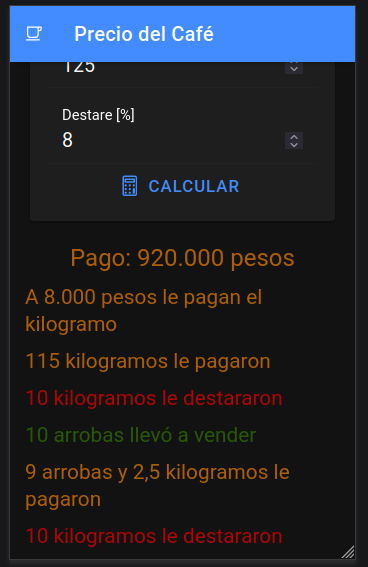 Precio del Café
125
Destare [%]
8
CALCULAR
Pago: 920.000 pesos
A 8.000 pesos le pagan el
kilogramo
115 kilogramos le pagaron
10 kilogramos le destararon
10 arrobas llevó a vender
9 arrobas y 2,5 kilogramos le
pagaron
10 kilogramos le destararon